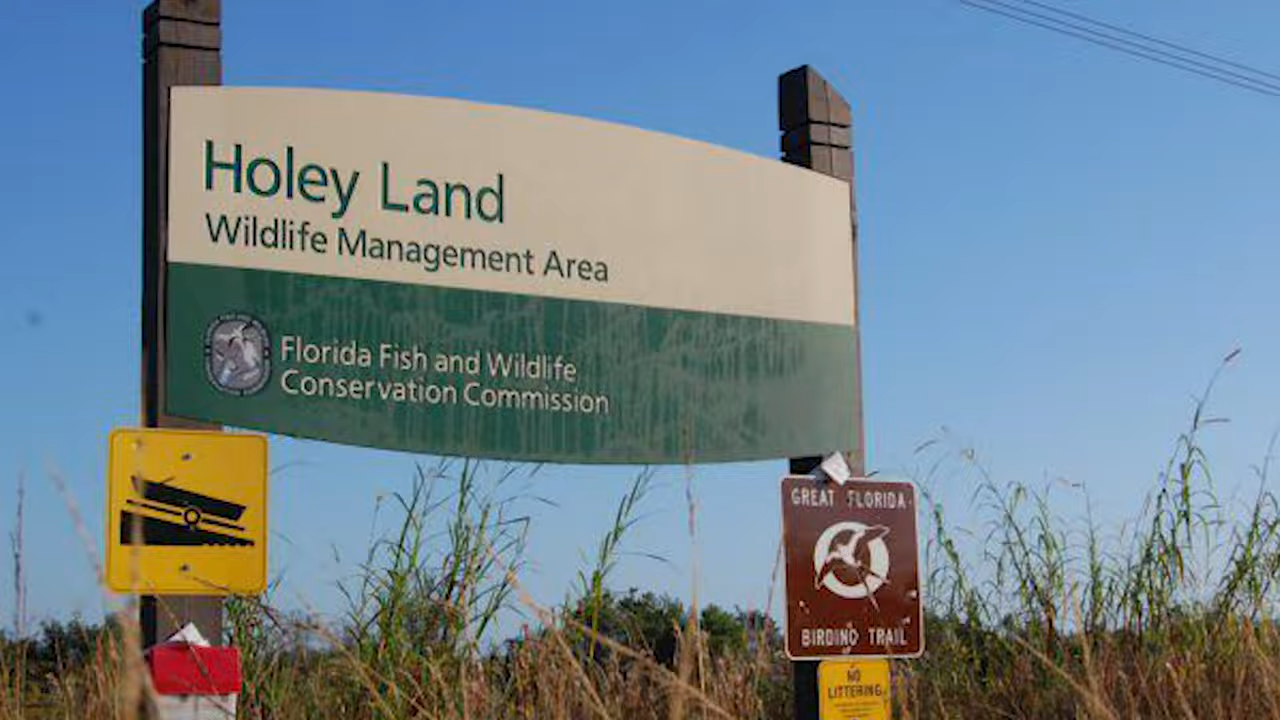 Holey Land
Wildlife Management Area
Florida Fish and Wildlife
Conservation Commission
GREAT FLORIDA
BIRDING TRAIL
NO
LITTERING